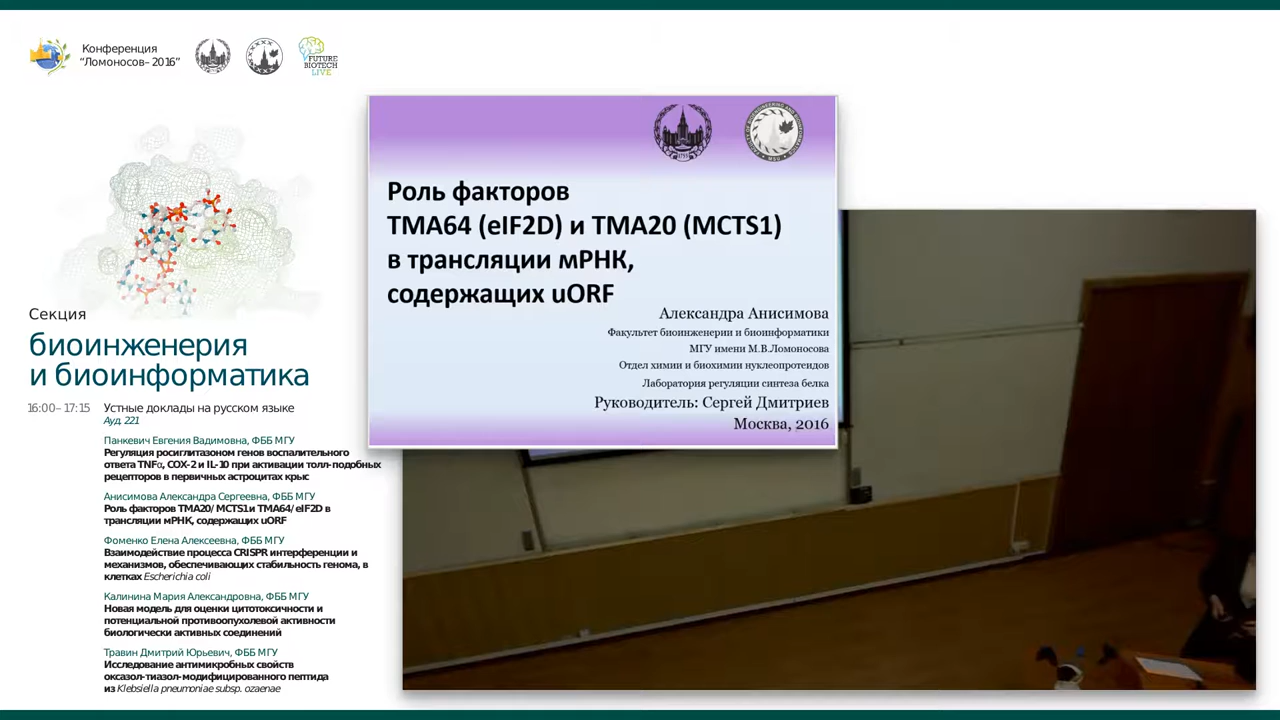 Конференция
“Ломоносов–2016”
FUTURE
BIOTECH
LIVE
Роль факторов
TMA64 (eIF2D) и TMA20 (MCTS1)
в трансляции мРНК,
содержащих uORF
Александра Анисимова
Факультет биоинженерии и биоинформатики
МГУ имени М.В.Ломоносова
Отдел химии и биохимии нуклеопротеидов
Лаборатория регуляции синтеза белка
Руководитель: Сергей Дмитриев
Москва, 2016
Секция
биоинженерия
и биоинформатика
16:00–17:15 Устные доклады на русском языке
Ауд. 221
Панкевич Евгения Вадимовна, ФББ МГУ
Регуляция росиглитазоном генов воспалительного
ответа TNFα, COX-2 и IL-10 при активации толл-подобных
рецепторов в первичных астроцитах крыс
Анисимова Александра Сергеевна, ФББ МГУ
Роль факторов TMA20/MCTS1 и TMA64/eIF2D в
трансляции мРНК, содержащих uORF
Фоменко Елена Алексеевна, ФББ МГУ
Взаимодействие процесса CRISPR интерференции и
механизмов, обеспечивающих стабильность генома, в
клетках Escherichia coli
Калинина Мария Александровна, ФББ МГУ
Новая модель для оценки цитотоксичности и
потенциальной противоопухолевой активности
биологически активных соединений
Травин Дмитрий Юрьевич, ФББ МГУ
Исследование антимикробных свойств
оксазол-тиазол-модифицированного пептида
из Klebsiella pneumoniae subsp. ozaenae